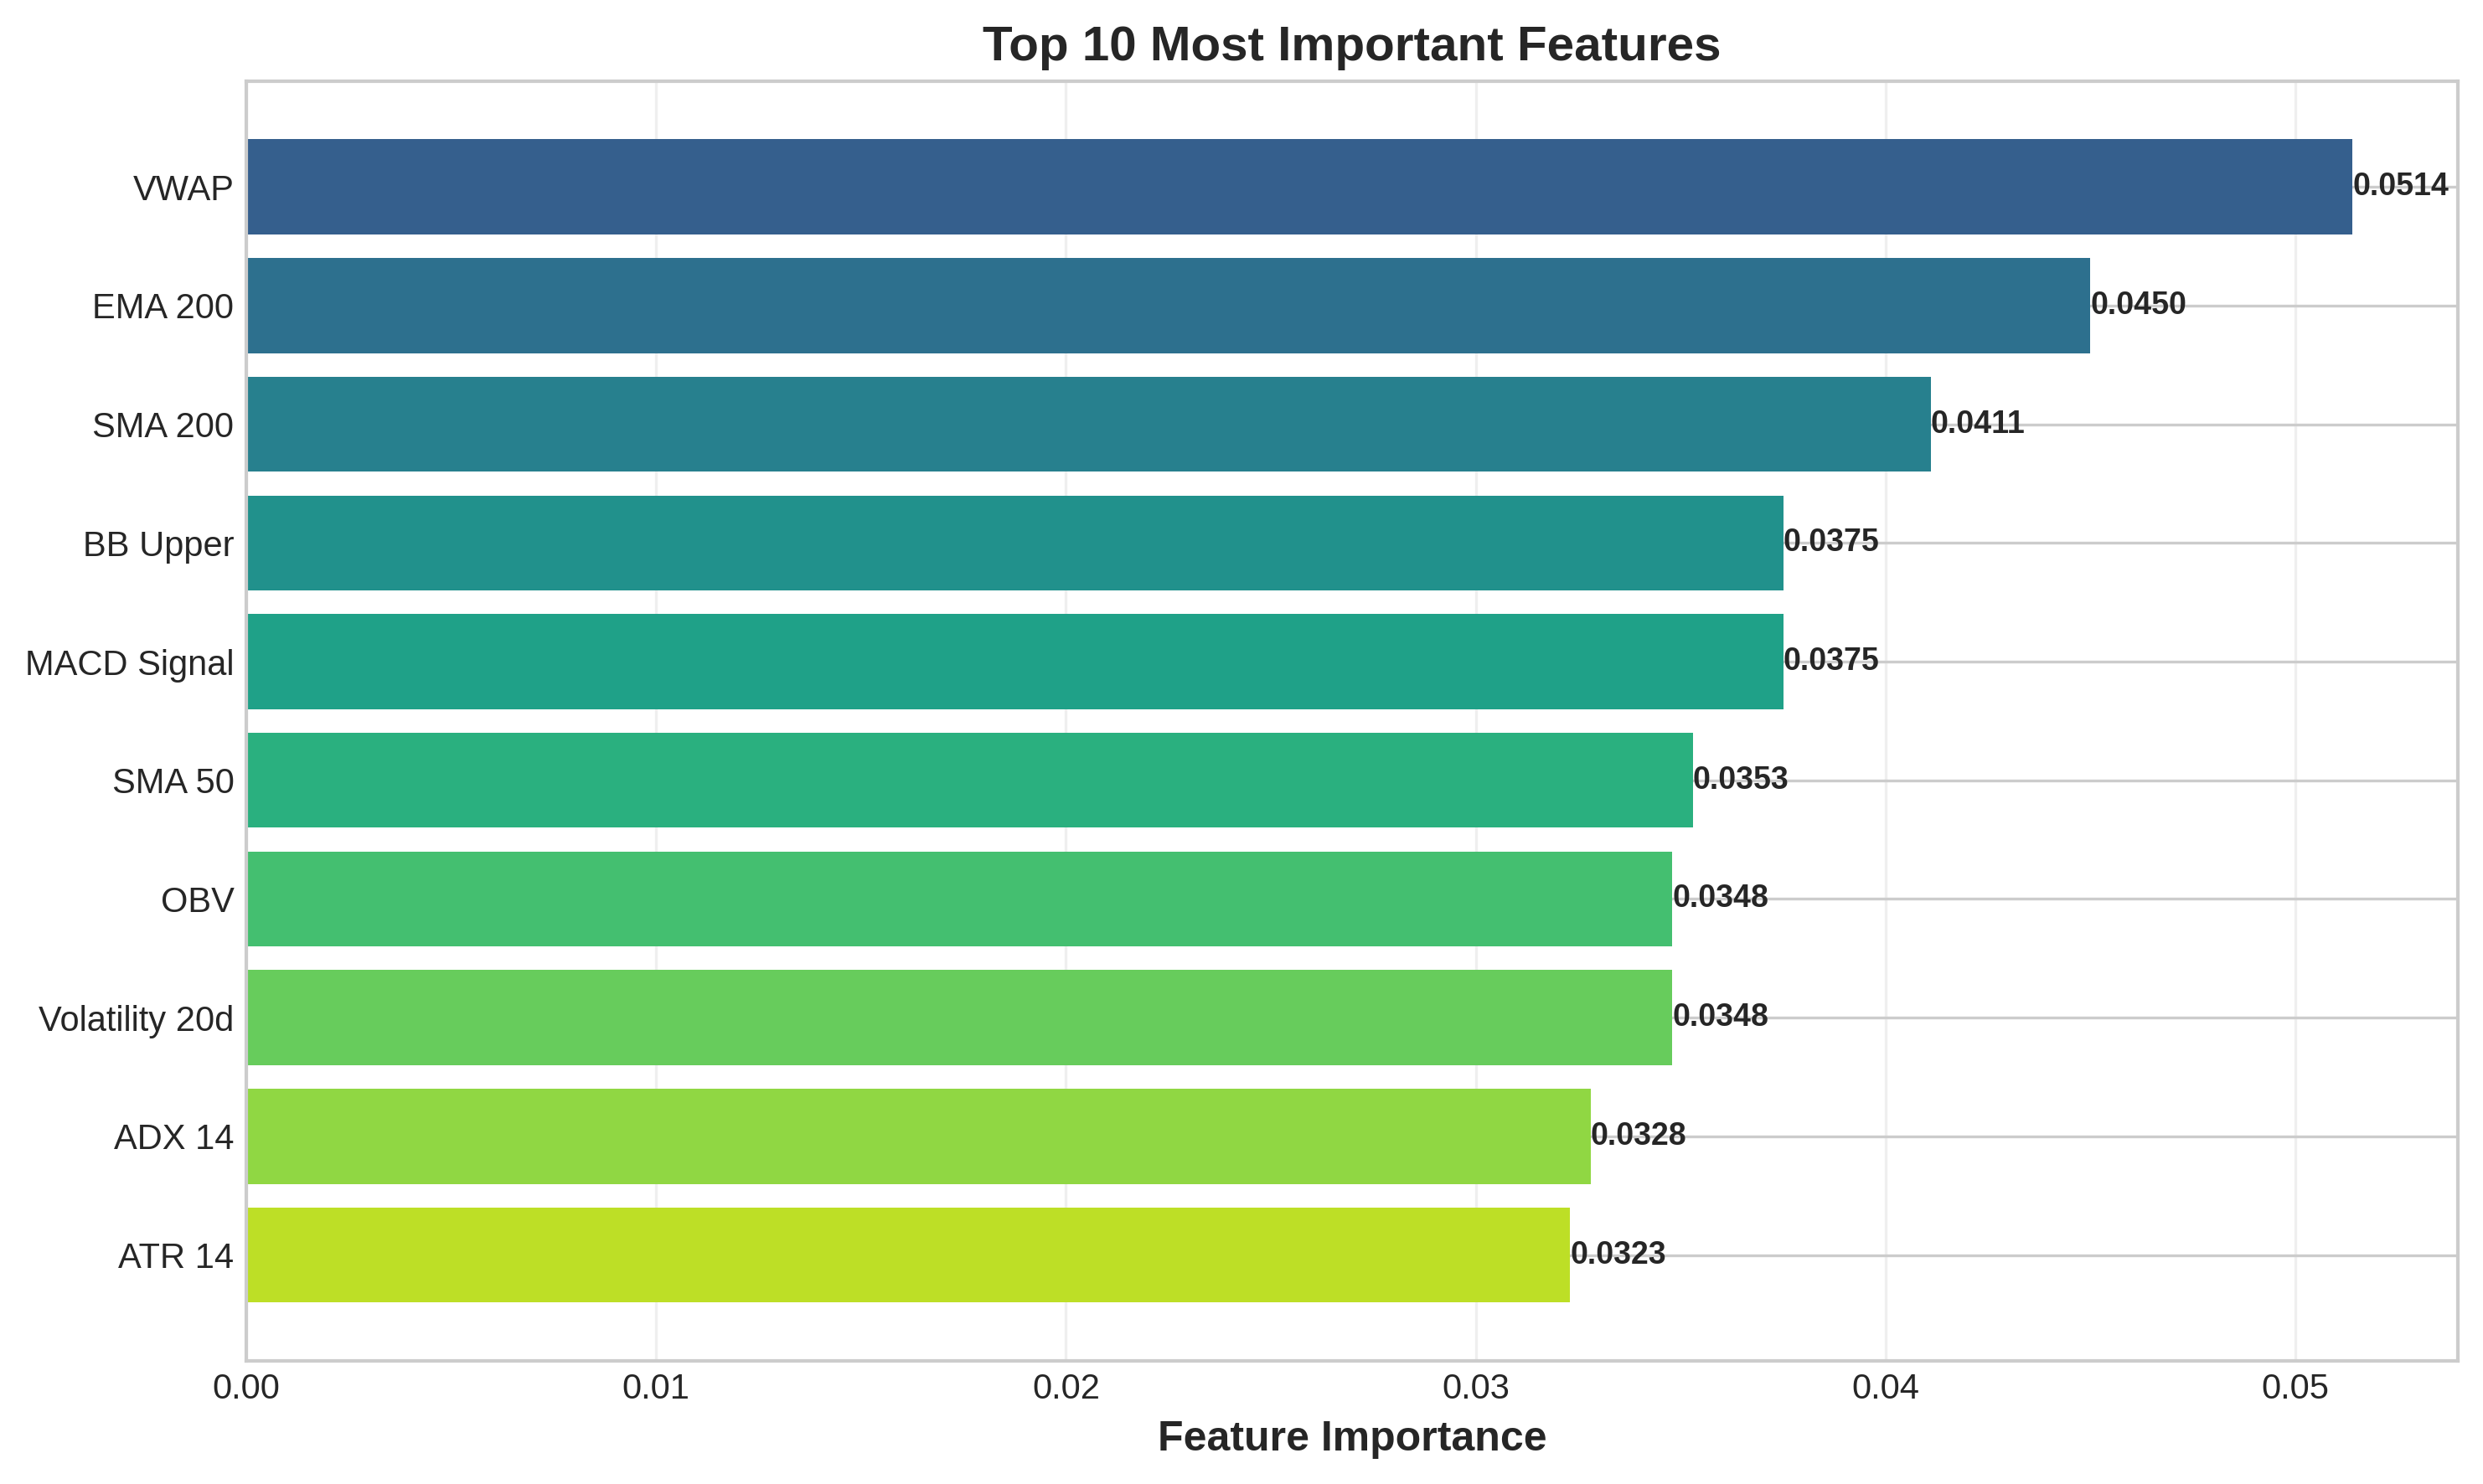 Top 10 Most Important Features
VWAP 0.0514
EMA 200 0.0450
SMA 200 0.0411
BB Upper 0.0375
MACD Signal 0.0375
SMA 50 0.0353
OBV 0.0348
Volatility 20d 0.0348
ADX 14 0.0328
ATR 14 0.0323
0.00 0.01 0.02 0.03 0.04 0.05
Feature Importance